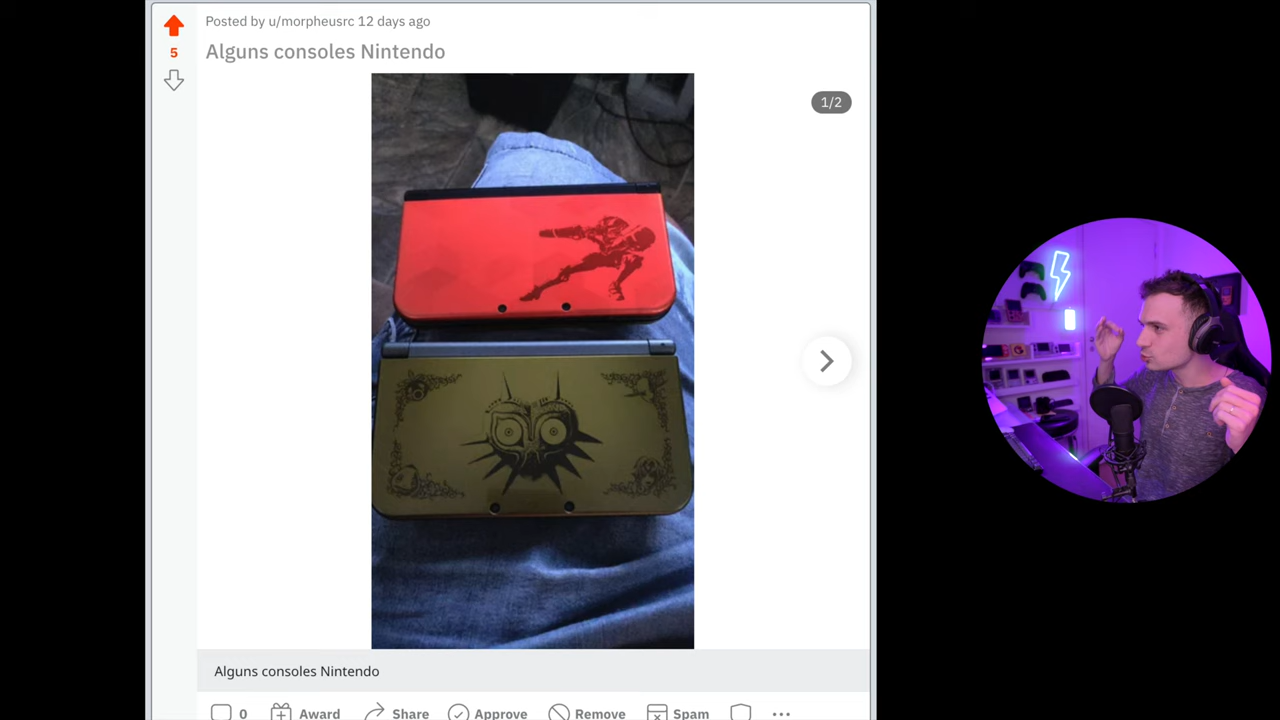 Posted by u/morpheusrc 12 days ago
5
Alguns consoles Nintendo
1/2
Alguns consoles Nintendo
0 Award Share Approve Remove Spam ...